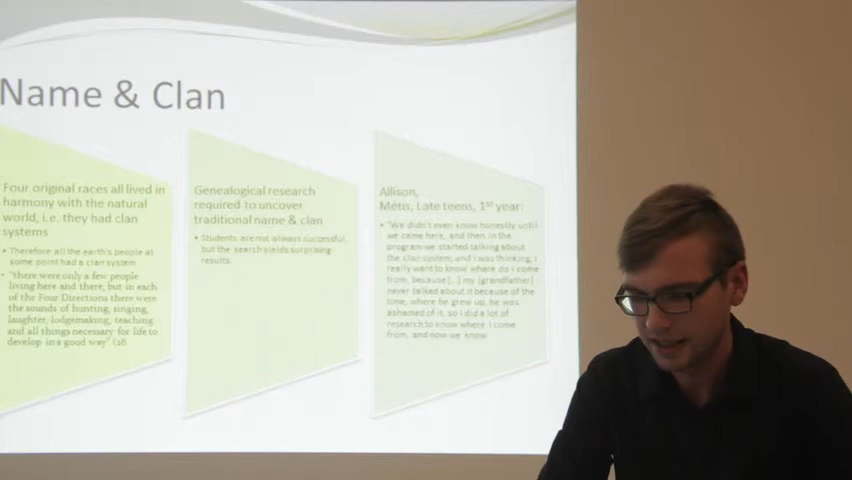 Name & Clan
Four original races all lived in
harmony with the natural
world, i.e. they had clan
systems
• Therefore all the earth's people at
some point had a clan system
• "there were only a few people
living here and there, but in each
of the Four Directions there were
the sounds of hunting, singing,
laughter, lodgemaking, teaching
and all things necessary for life to
develop in a good way" (16
Genealogical research
required to uncover
traditional name & clan
• Students are not always successful,
but the search yields surprising
results.
Allison,
Métis, Late teens, 1st year:
• "We didn't even know honestly until
we came here, and then in the
program we started talking about
the clan system, and i was thinking, i
really want to know where do i come
from, because[...] my [grandfather]
never talked about it because of the
time, where he grew up, he was
ashamed of it, so i did a lot of
research to know where i come
from, and now we know